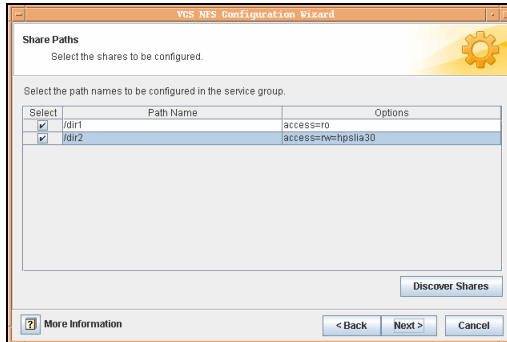 VCS NFS Configuration Wizard
Share Paths
Select the shares to be configured.
Select the path names to be configured in the service group.
Select Path Name Options
/dir1 access=ro
/dir2 access=rw=hpslia30
Discover Shares
More Information < Back Next > Cancel